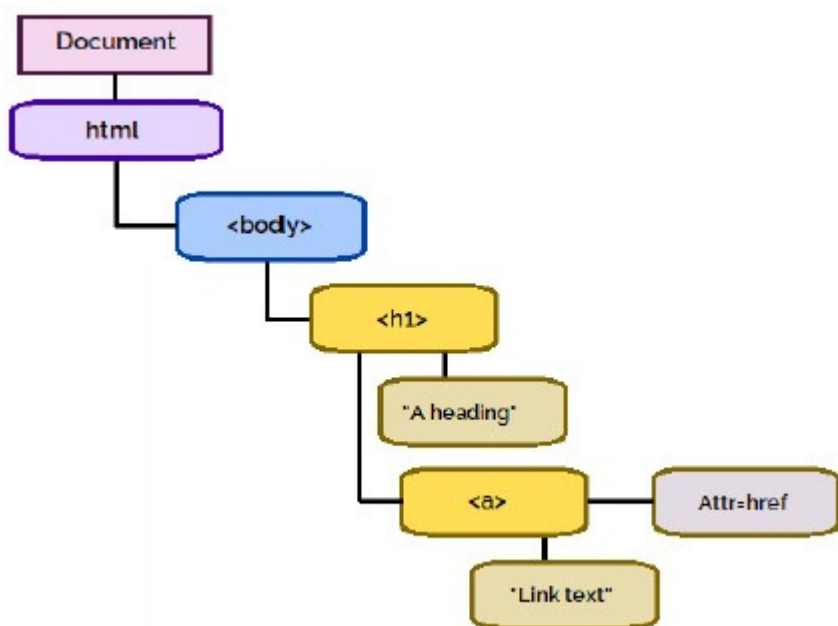 Document
html
<body>
<h1>
"A heading"
<a>
Attr=href
"Link text"